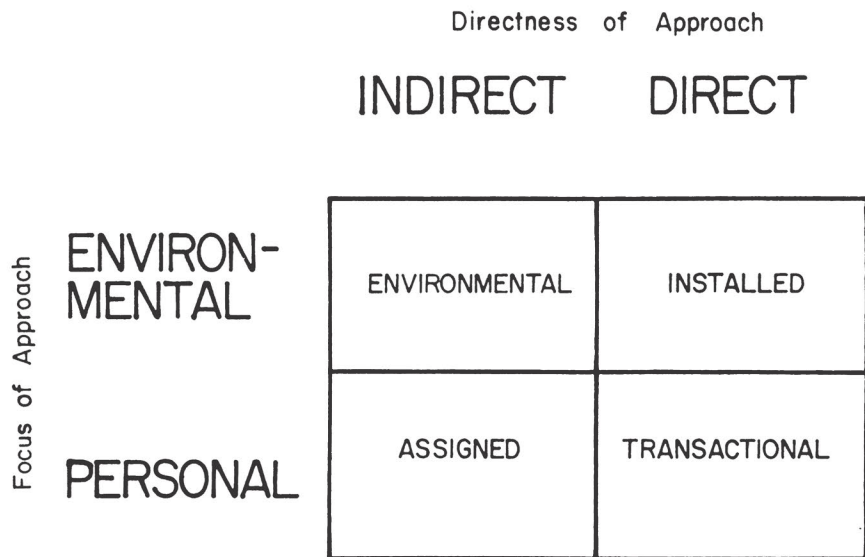 Directness of Approach
INDIRECT DIRECT
Focus of Approach
ENVIRON-
MENTAL
ENVIRONMENTAL INSTALLED
PERSONAL
ASSIGNED TRANSACTIONAL